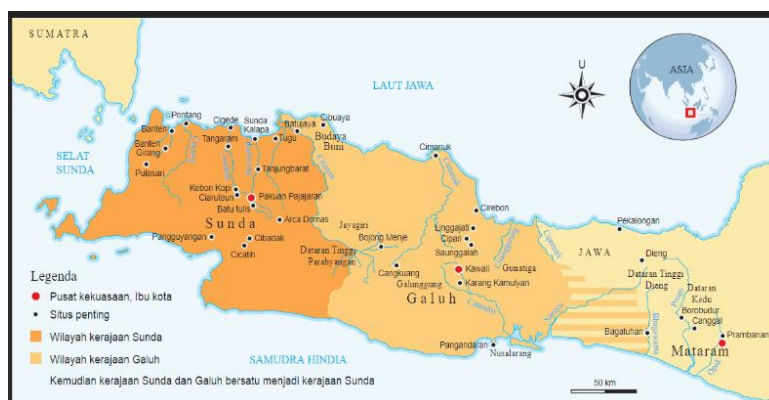 SUMATRA
LAUT JAWA
ASIA
U
SELAT
SUNDA
Pontang
Cigede
Sunda
Kalapa
Batujaya
Cibuaya
Banten
Tangaram
Tugu
Budaya
Buni
Banten
Girang
Pulasari
Tanjungbarat
Cimanuk
Kebon Kopi
Ciaruteun
Pakuan Pajajaran
Batu tulis
Sunda
Arca Domas
Pangguyangan
Cibadak
Cicatih
Jayagiri
Dataran Tinggi
Parahyangan
Bojong Menje
Cangkuang
Galunggung
Galuh
Cirebon
Linggajati
Cipari
Saunggalah
Kawali
Karang Kamulyan
Pangandaran
Nusalarang
Pekalongan
JAWA
Dieng
Dataran Tinggi
Dieng
Dataran
Kedu
Borobudur
Canggal
Prambanan
Bagaluhan
Mataram
Opak
SAMUDRA HINDIA
50 km
Legenda
Pusat kekuasaan, Ibu kota
Situs penting
Wilayah kerajaan Sunda
Wilayah kerajaan Galuh
Kemudian kerajaan Sunda dan Galuh bersatu menjadi kerajaan Sunda